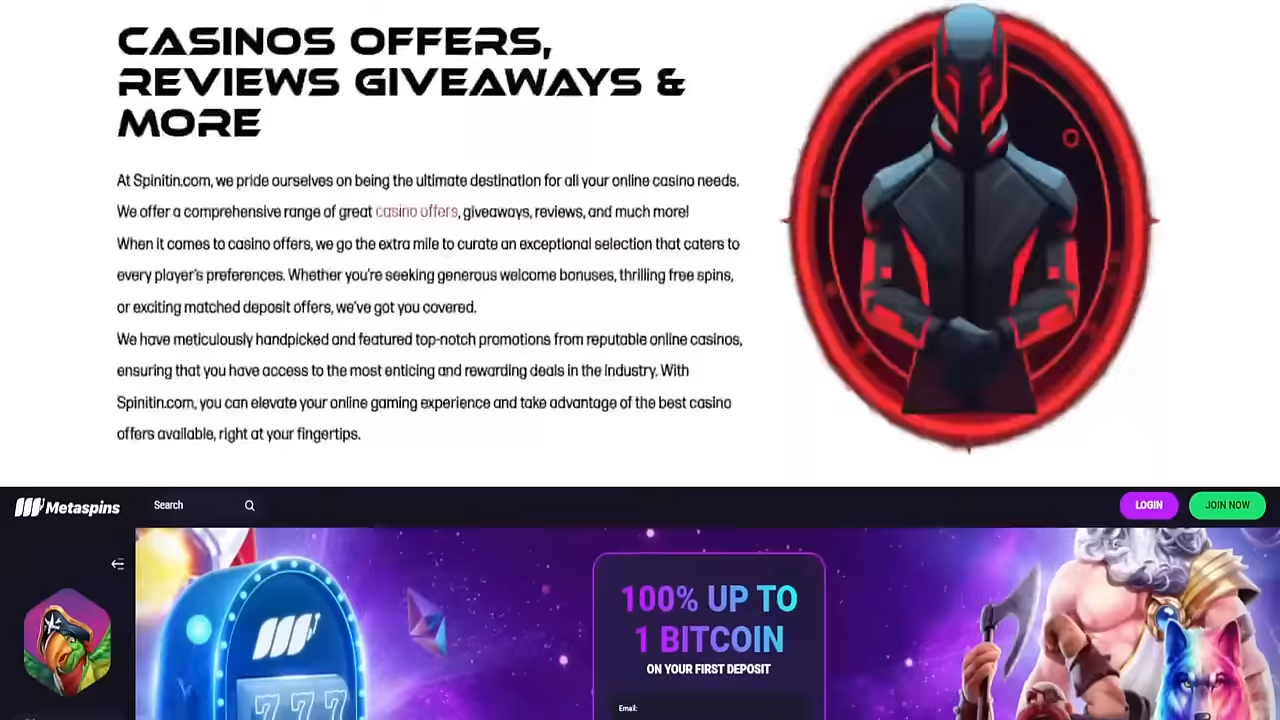 CASINOS OFFERS,
REVIEWS GIVEAWAYS &
MORE
At Spinitin.com, we pride ourselves on being the ultimate destination for all your online casino needs.
We offer a comprehensive range of great casino offers, giveaways, reviews, and much more!
When it comes to casino offers, we go the extra mile to curate an exceptional selection that caters to
every player's preferences. Whether you're seeking generous welcome bonuses, thrilling free spins,
or exciting matched deposit offers, we've got you covered.
We have meticulously handpicked and featured top-notch promotions from reputable online casinos,
ensuring that you have access to the most enticing and rewarding deals in the industry. With
Spinitin.com, you can elevate your online gaming experience and take advantage of the best casino
offers available, right at your fingertips.
Metaspins
Search
LOGIN
JOIN NOW
100% UP TO
1 BITCOIN
ON YOUR FIRST DEPOSIT
Email:
777